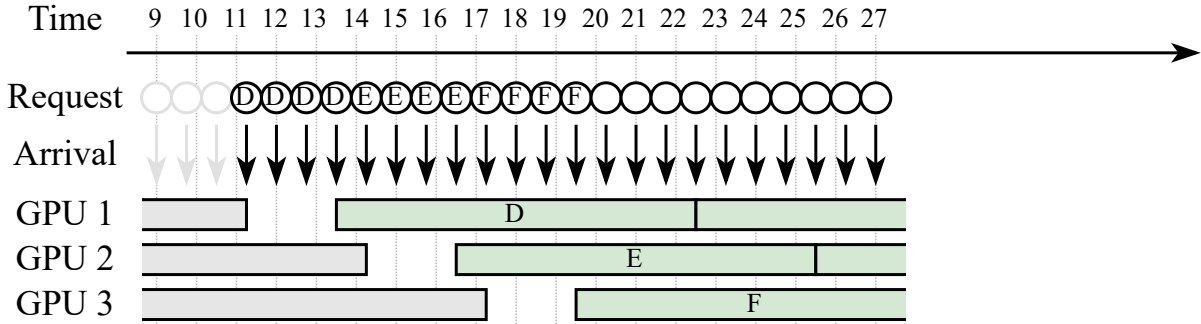 Time 9 10 11 12 13 14 15 16 17 18 19 20 21 22 23 24 25 26 27
Request D D D D E E E E F F F F
Arrival
GPU 1 D
GPU 2 E
GPU 3 F